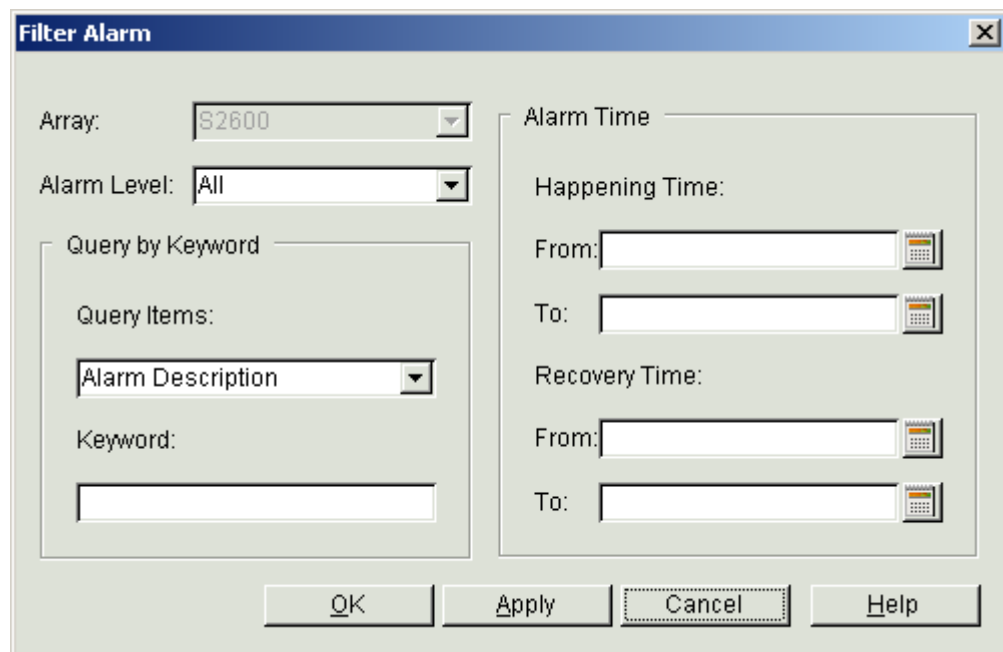 Filter Alarm
Array: S2600
Alarm Level: All
Query by Keyword
Query Items:
Alarm Description
Keyword:
Alarm Time
Happening Time:
From:
To:
Recovery Time:
From:
To:
OK Apply Cancel Help